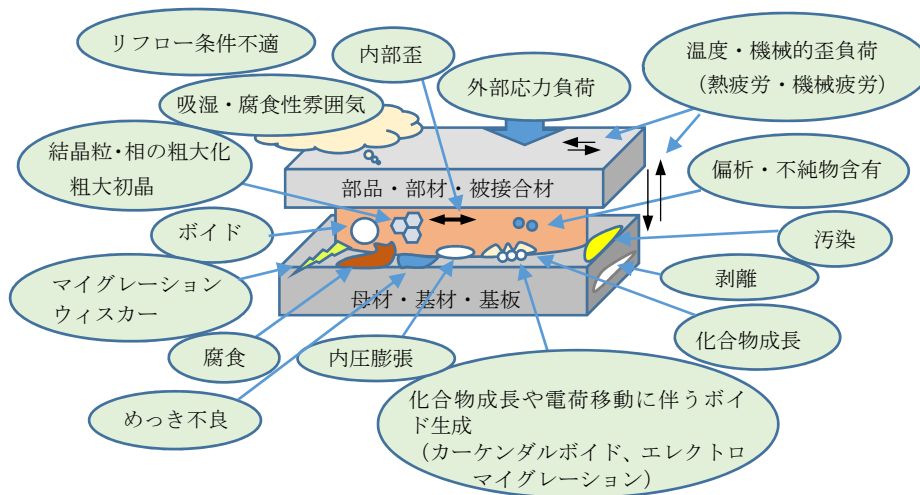 リフロー条件不適
内部歪
温度・機械的歪負荷
（熱疲労・機械疲労）
外部応力負荷
吸湿・腐食性雰囲気
結晶粒・相の粗大化
粗大初晶
部品・部材・被接合材
偏析・不純物含有
ボイド
汚染
マイグレーション
ウィスカー
剥離
母材・基材・基板
腐食
内圧膨張
化合物成長
めっき不良
化合物成長や電荷移動に伴うボイ
ド生成
（カーケンダルボイド、エレクトロ
マイグレーション）